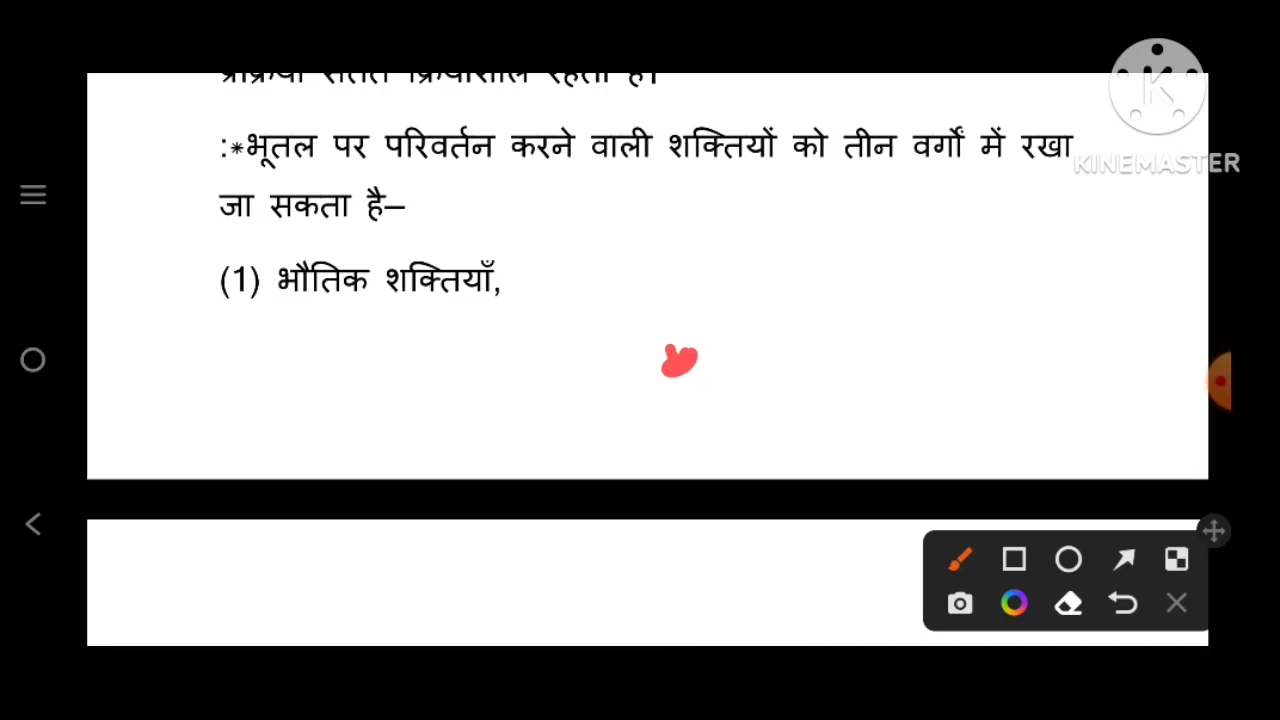 :*भूतल पर परिवर्तन करने वाली शक्तियों को तीन वर्गों में रखा
जा सकता है–
(1) भौतिक शक्तियाँ,
KINEMASTER